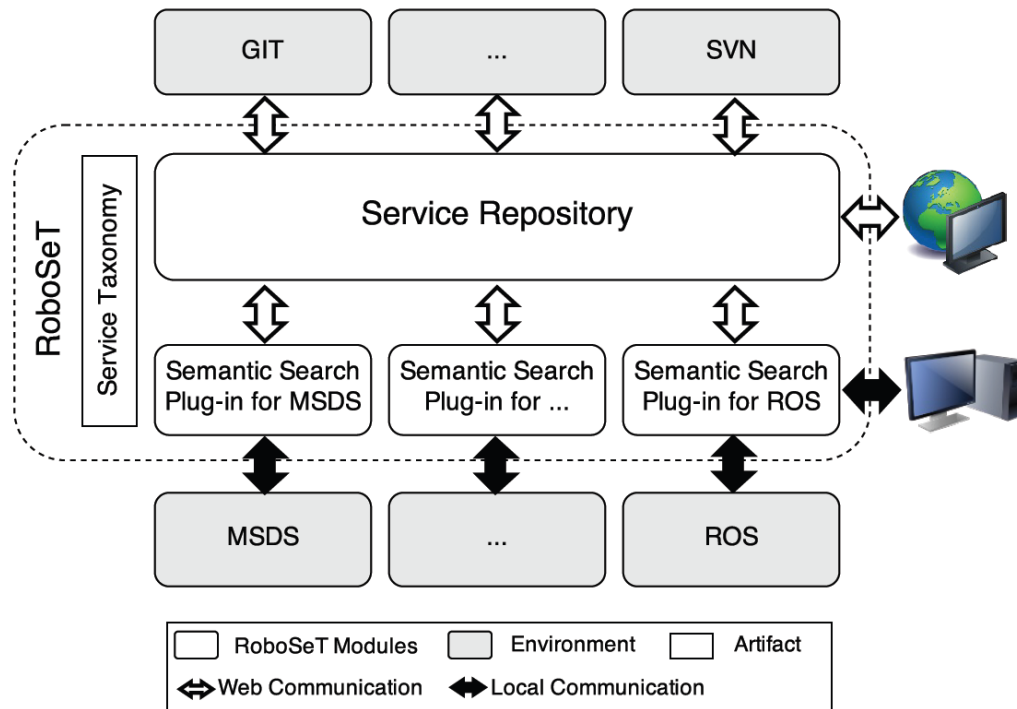 GIT
...
SVN
RoboSeT
Service Taxonomy
Service Repository
Semantic Search
Plug-in for MSDS
Semantic Search
Plug-in for ...
Semantic Search
Plug-in for ROS
MSDS
...
ROS
RoboSeT Modules
Environment
Artifact
Web Communication
Local Communication